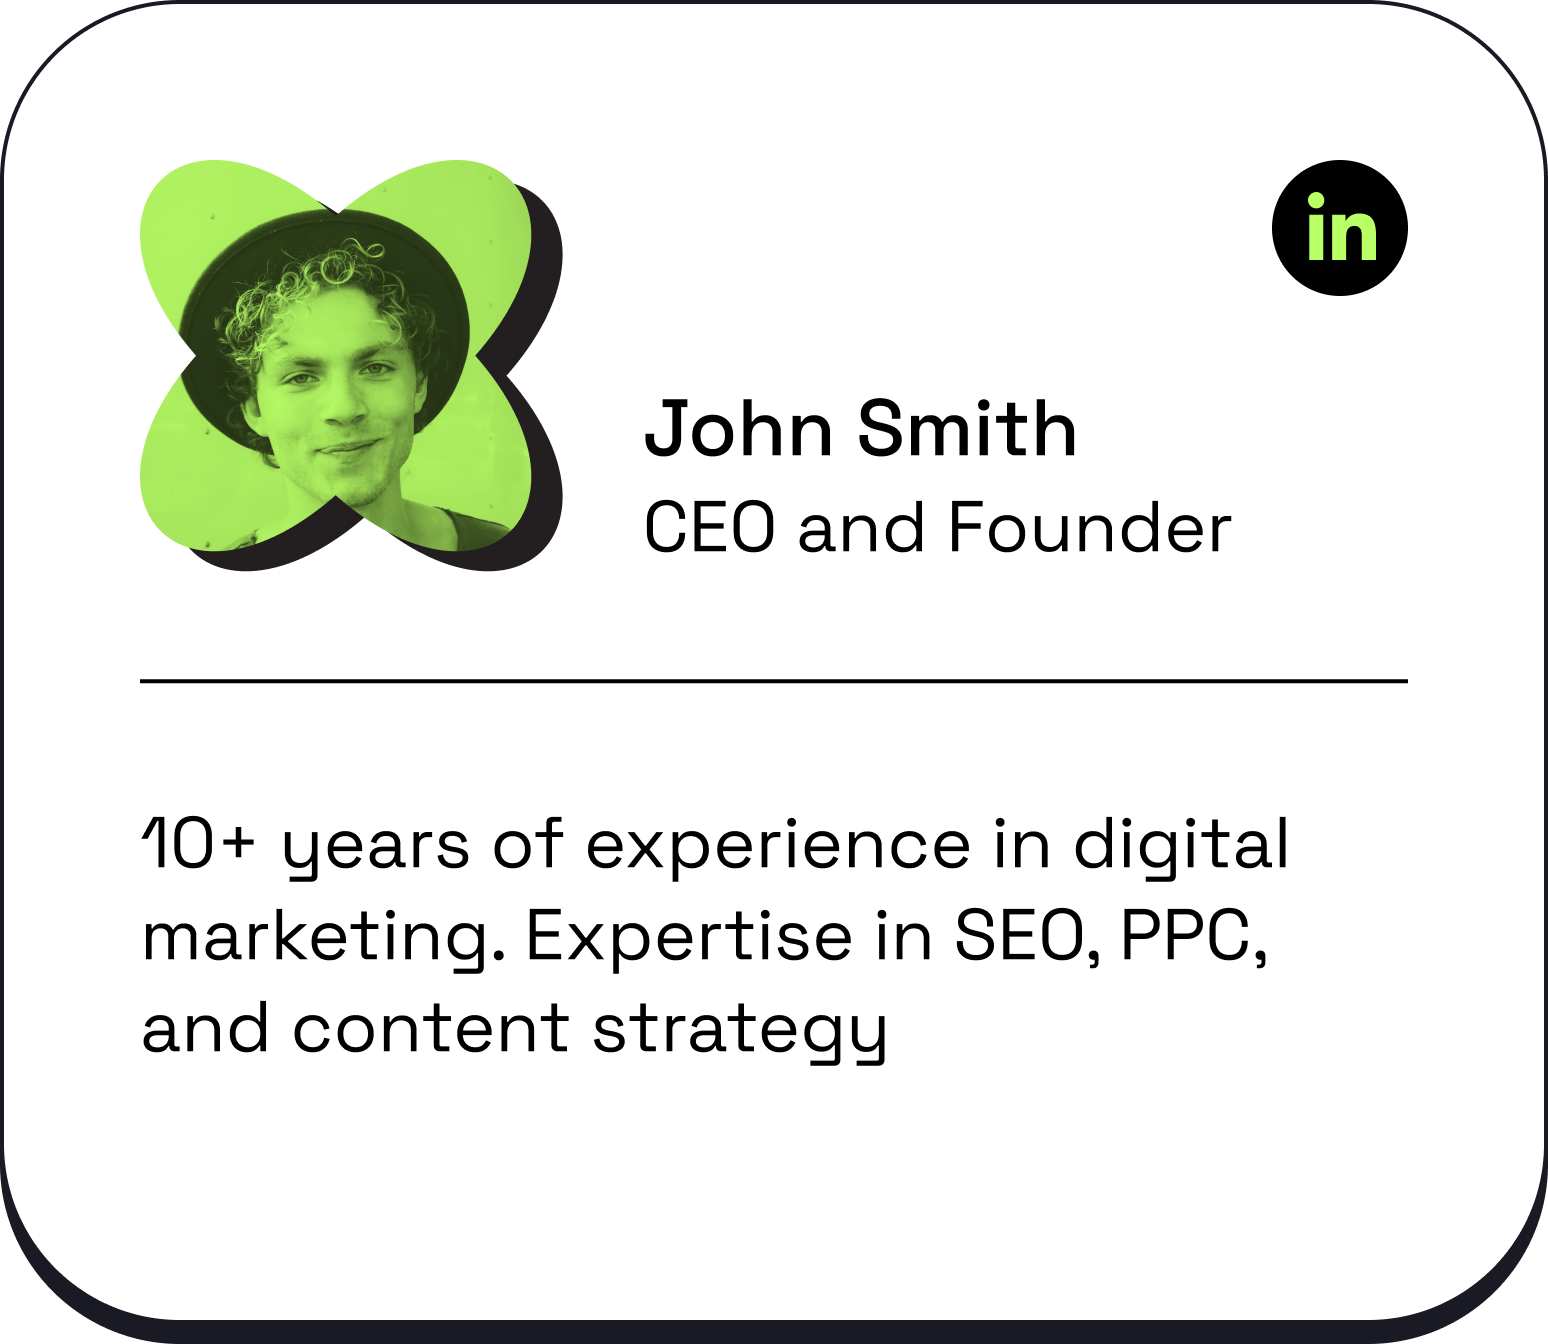 in
John Smith
CEO and Founder
10+ years of experience in digital
marketing. Expertise in SEO, PPC,
and content strategy